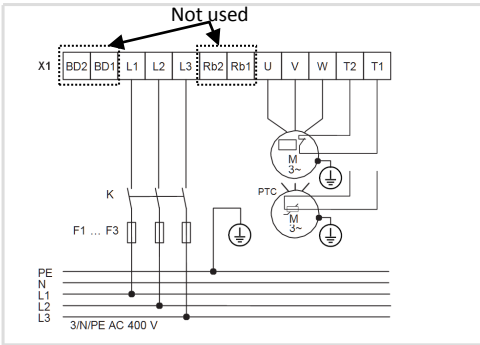 Not used
X1 BD2 BD1 L1 L2 L3 Rb2 Rb1 U V W T2 T1
M
3~
K
PTC
M
3~
F1 ... F3
PE
N
L1
L2
L3
3/N/PE AC 400 V